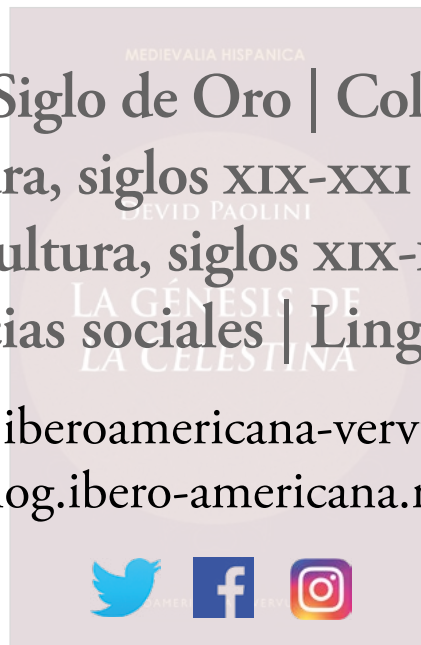 MEDIEVALIA HISPANICA
Siglo de Oro | Col
ra, siglos XIX-XXI
DEVID PAOLINI
ultura, siglos XIX-
LA GÉNESIS DE
ias sociales | Ling
LA CELESTINA
iberoamericana-verv
log.ibero-americana.